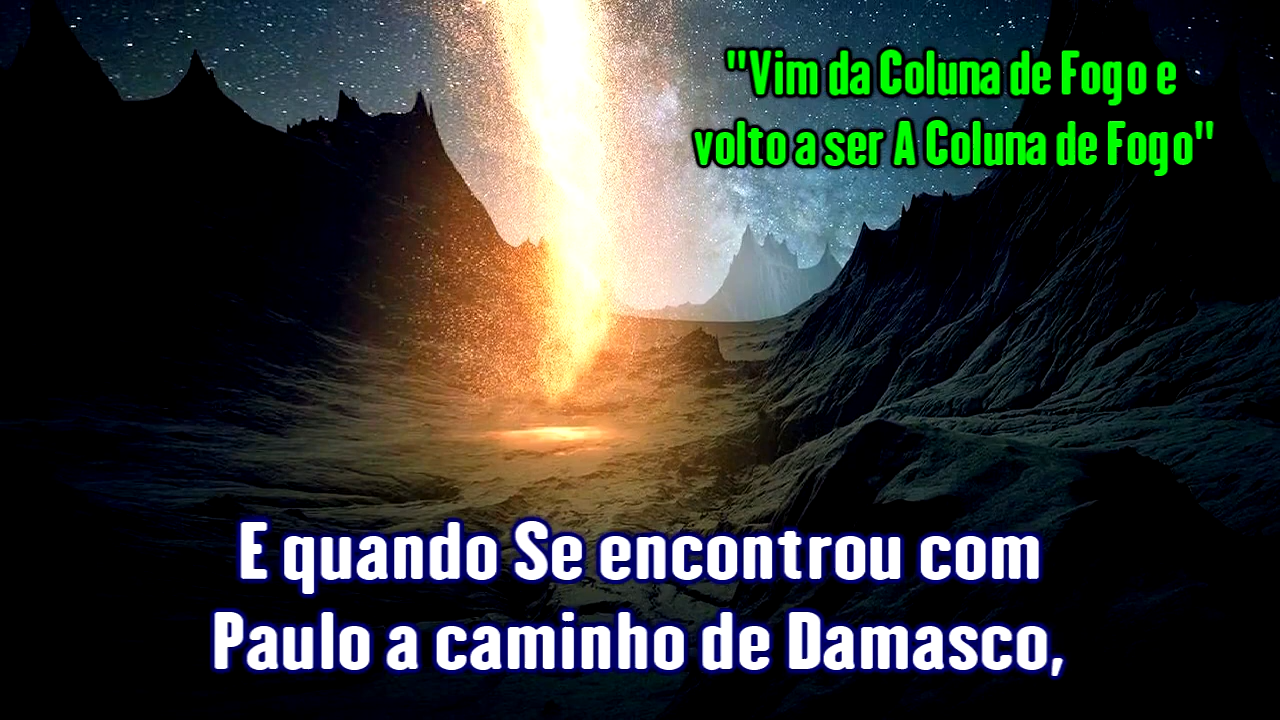 "Vim da Coluna de Fogo e
volto a ser A Coluna de Fogo"
E quando Se encontrou com
Paulo a caminho de Damasco,